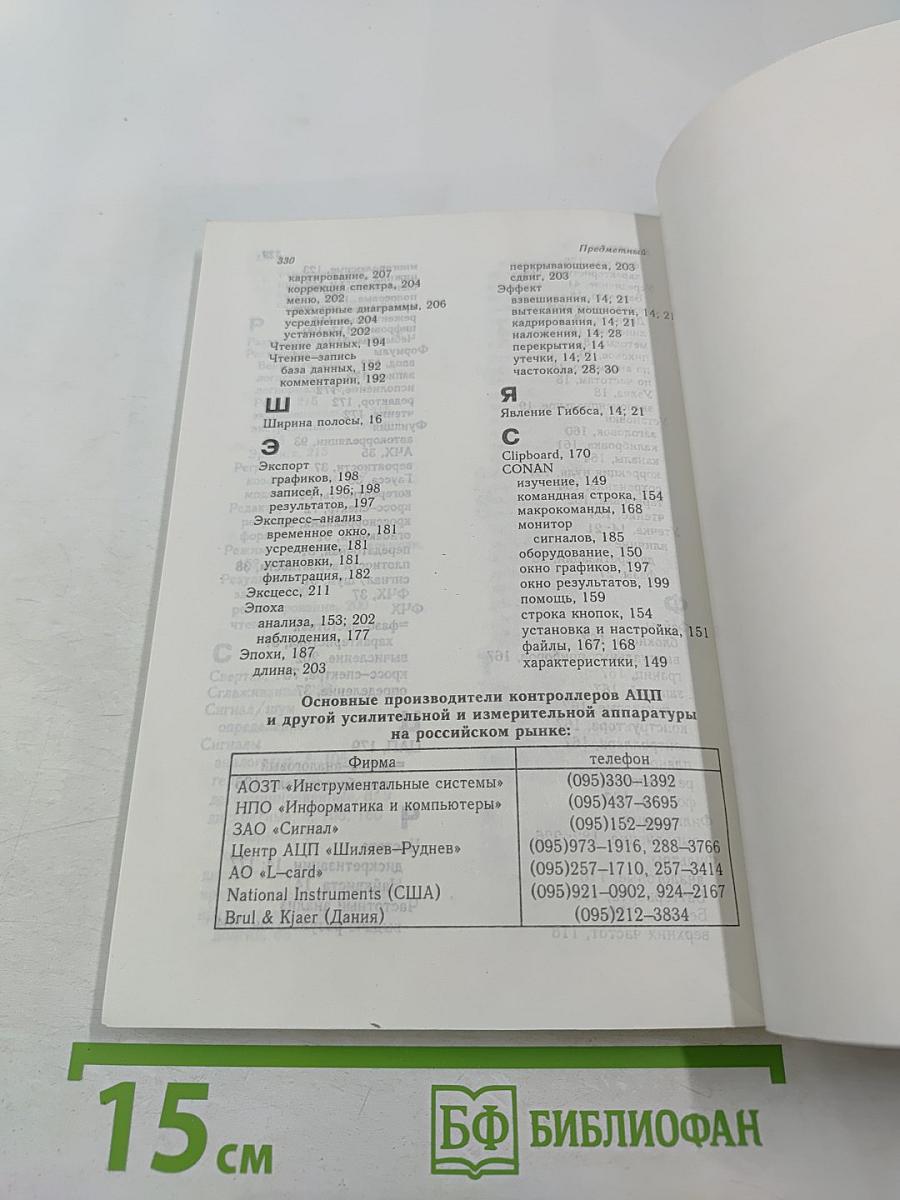 330
Предметный
картирование, 207
коррекция спектра, 204
меню, 202
трехмерные диаграммы, 206
усреднение, 204
установки, 202
Чтение данных, 194
Чтение—запись
база данных, 192
комментарии, 192
Ш
Ширина полосы, 16
Э
Экспорт
графиков, 198
записей, 196; 198
результатов, 197
Экспресс—анализ
временное окно, 181
усреднение, 181
установки, 181
фильтрация, 182
Эксцесс, 211
Эпоха
анализа, 153; 202
наблюдения, 177
Эпохи, 187
длина, 203
перкрывающиеся, 203
сдвиг, 203
Эффект
взвешивания, 14; 21
вытекания мощности, 14; 21
кадрирования, 14; 21
наложения, 14; 28
перекрытия, 14
утечки, 14; 21
частокола, 28; 30
Я
Явление Гиббса, 14; 21
C
Clipboard, 170
CONAN
изучение, 149
командная строка, 154
макрокоманды, 168
монитор
сигналов, 185
оборудование, 150
окно графиков, 197
окно результатов, 199
помощь, 159
строка кнопок, 154
установка и настройка, 151
файлы, 167; 168
характеристики, 149
Основные производители контроллеров АЦП
и другой усилительной и измерительной аппаратуры
на российском рынке:
Фирма телефон
АОЗТ «Инструментальные системы» (095)330—1392
НПО «Информатика и компьютеры» (095)437—3695
ЗАО «Сигнал» (095)152—2997
Центр АЦП «Шиляев—Руднев» (095)973—1916, 288—3766
АО «L—card» (095)257—1710, 257—3414
National Instruments (США) (095)921—0902, 924—2167
Brul & Kjaer (Дания) (095)212—3834
15 см
БФ БИБЛИОФАН